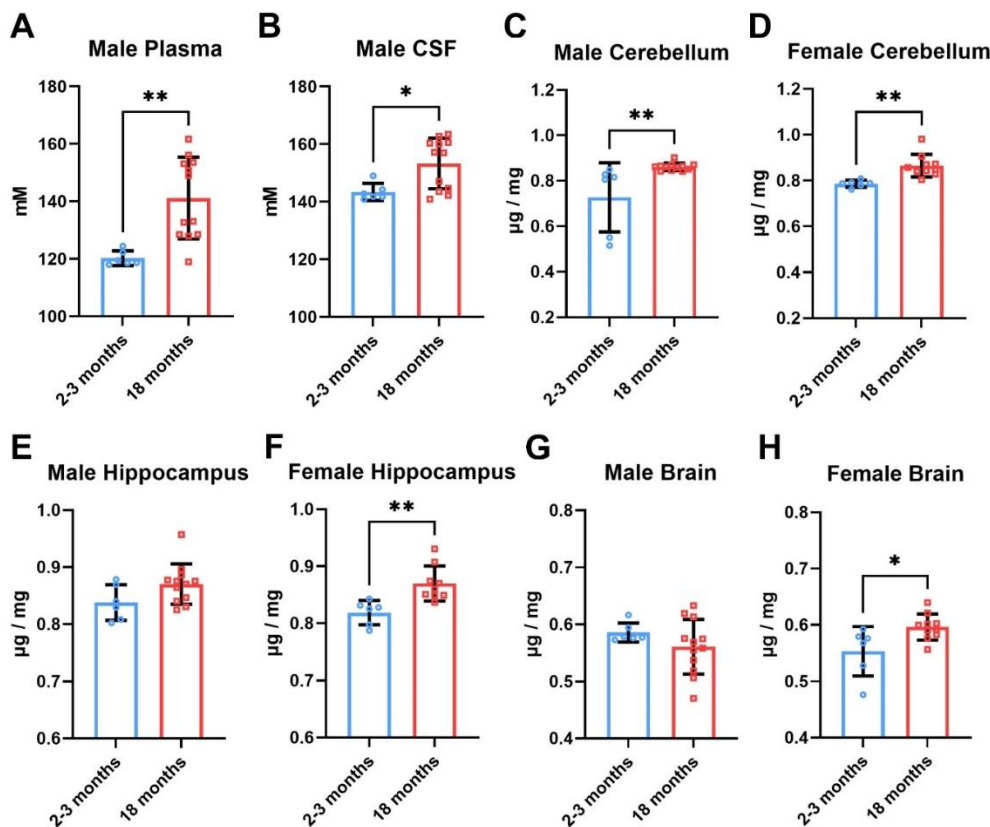 A
Male Plasma
180
160
140
120
100
mM
**
2-3 months
18 months
B
Male CSF
180
160
140
120
100
mM
*
2-3 months
18 months
C
Male Cerebellum
1.2
1.0
0.8
0.6
0.4
0.2
µg / mg
**
2-3 months
18 months
D
Female Cerebellum
1.2
1.0
0.8
0.6
0.4
0.2
µg / mg
**
2-3 months
18 months
E
Male Hippocampus
1.0
0.9
0.8
0.7
0.6
µg / mg
2-3 months
18 months
F
Female Hippocampus
1.0
0.9
0.8
0.7
0.6
µg / mg
**
2-3 months
18 months
G
Male Brain
0.8
0.7
0.6
0.5
0.4
µg / mg
2-3 months
18 months
H
Female Brain
0.8
0.7
0.6
0.5
0.4
µg / mg
*
2-3 months
18 months